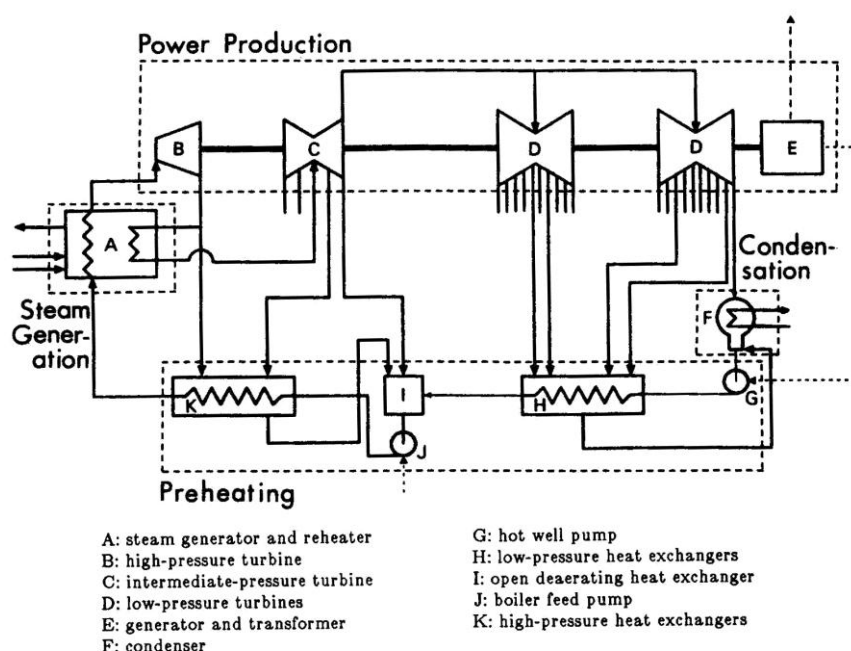 Power Production
B
C
D
D
E
A
Steam
Gener-
ation
Conden-
sation
F
K
I
H
G
J
Preheating
A: steam generator and reheater
B: high-pressure turbine
C: intermediate-pressure turbine
D: low-pressure turbines
E: generator and transformer
F: condenser
G: hot well pump
H: low-pressure heat exchangers
I: open deaerating heat exchanger
J: boiler feed pump
K: high-pressure heat exchangers